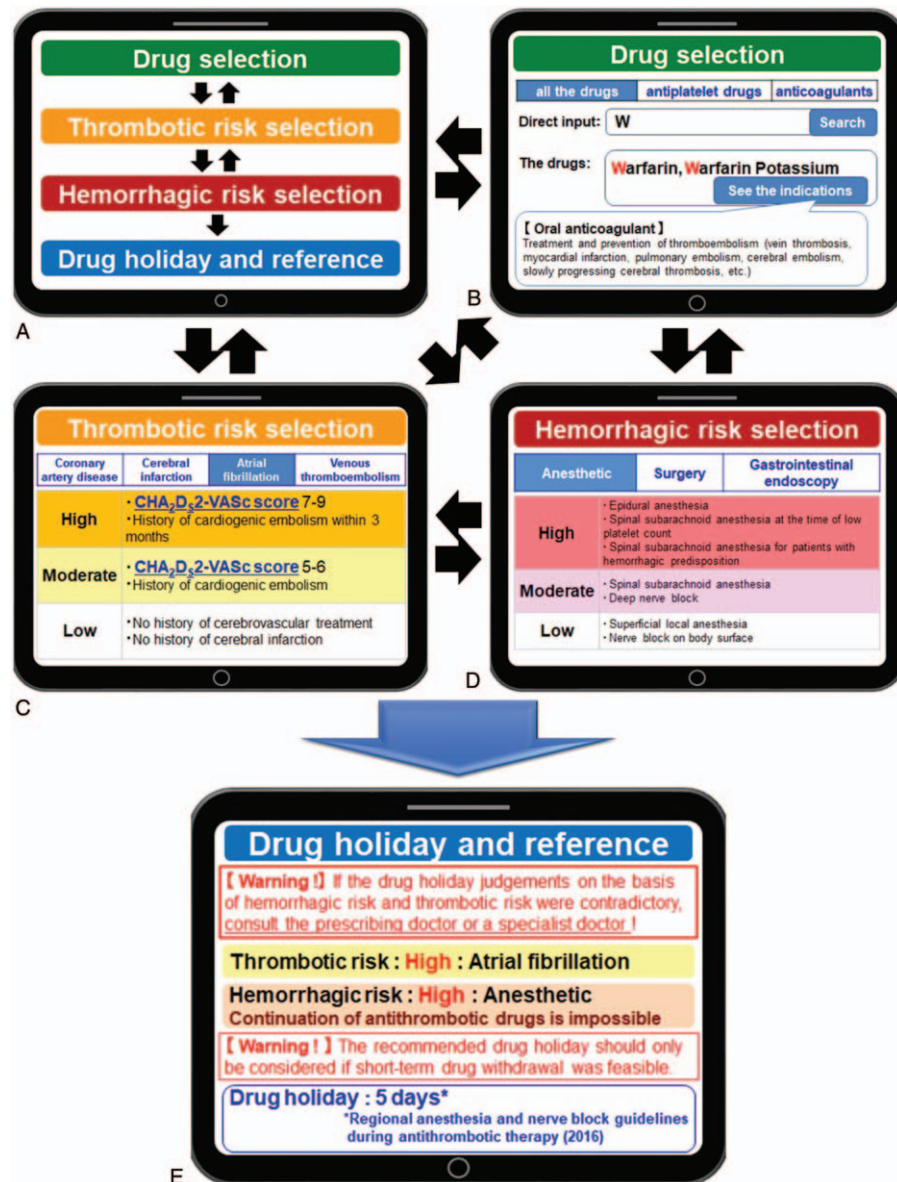 Drug selection
Thrombotic risk selection
Hemorrhagic risk selection
Drug holiday and reference
A
Drug selection
all the drugs antiplatelet drugs anticoagulants
Direct input: W Search
The drugs: Warfarin, Warfarin Potassium
See the indications
【Oral anticoagulant】
Treatment and prevention of thromboembolism (vein thrombosis,
myocardial infarction, pulmonary embolism, cerebral embolism,
slowly progressing cerebral thrombosis, etc.)
B
Thrombotic risk selection
Coronary artery disease
Cerebral infarction
Atrial fibrillation
Venous thromboembolism
High
・CHA2DS2-VASc score 7-9
・History of cardiogenic embolism within 3
months
Moderate
・CHA2DS2-VASc score 5-6
・History of cardiogenic embolism
Low
・No history of cerebrovascular treatment
・No history of cerebral infarction
C
Hemorrhagic risk selection
Anesthetic Surgery Gastrointestinal endoscopy
High
・Epidural anesthesia
・Spinal subarachnoid anesthesia at the time of low
platelet count
・Spinal subarachnoid anesthesia for patients with
hemorrhagic predisposition
Moderate
・Spinal subarachnoid anesthesia
・Deep nerve block
Low
・Superficial local anesthesia
・Nerve block on body surface
D
Drug holiday and reference
【Warning!】If the drug holiday judgements on the basis
of hemorrhagic risk and thrombotic risk were contradictory,
consult the prescribing doctor or a specialist doctor !
Thrombotic risk : High : Atrial fibrillation
Hemorrhagic risk : High : Anesthetic
Continuation of antithrombotic drugs is impossible
【Warning!】The recommended drug holiday should only
be considered if short-term drug withdrawal was feasible.
Drug holiday : 5 days*
*Regional anesthesia and nerve block guidelines
during antithrombotic therapy (2016)
E